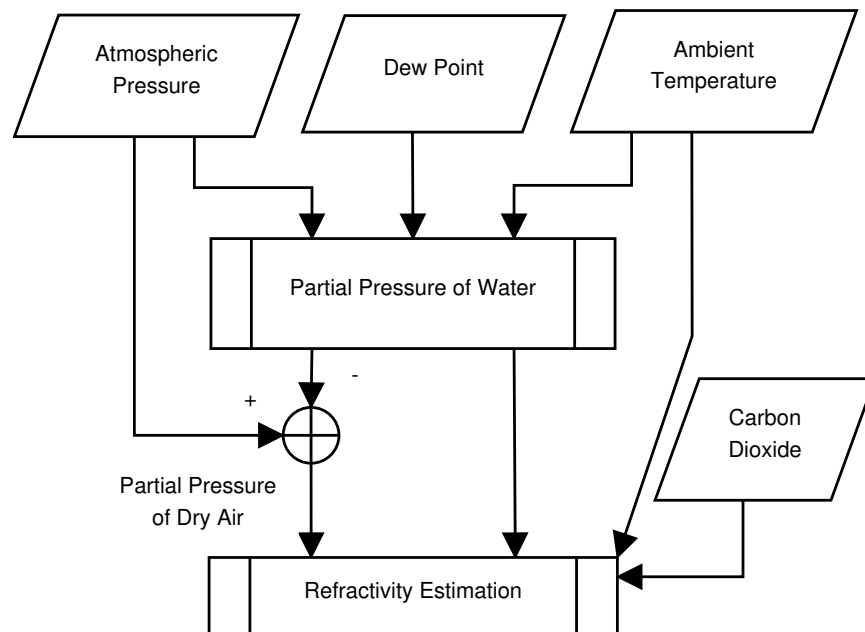 Atmospheric
Pressure
Dew Point
Ambient
Temperature
Partial Pressure of Water
-
+
Carbon
Dioxide
Partial Pressure
of Dry Air
Refractivity Estimation